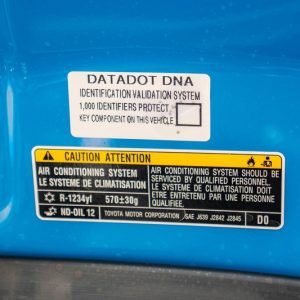 DATADOT DNA
IDENTIFICATION VALIDATION SYSTEM
1,000 IDENTIFIERS PROTECT
KEY COMPONENT ON THIS VEHICLE
CAUTION ATTENTION
AIR CONDITIONING SYSTEM
LE SYSTEME DE CLIMATISATION
R-1234yf 570±30g
ND-OIL 12 TOYOTA MOTOR CORPORATION
AIR CONDITIONING SYSTEM SHOULD BE
SERVICED BY QUALIFIED PERSONNEL.
LE SYSTEME DE CLIMATISATION DOIT
ETRE ENTRETENU PAR UNE PERSONNE
QUALIFIEE.
SAE J639 J2842 J2845 DO